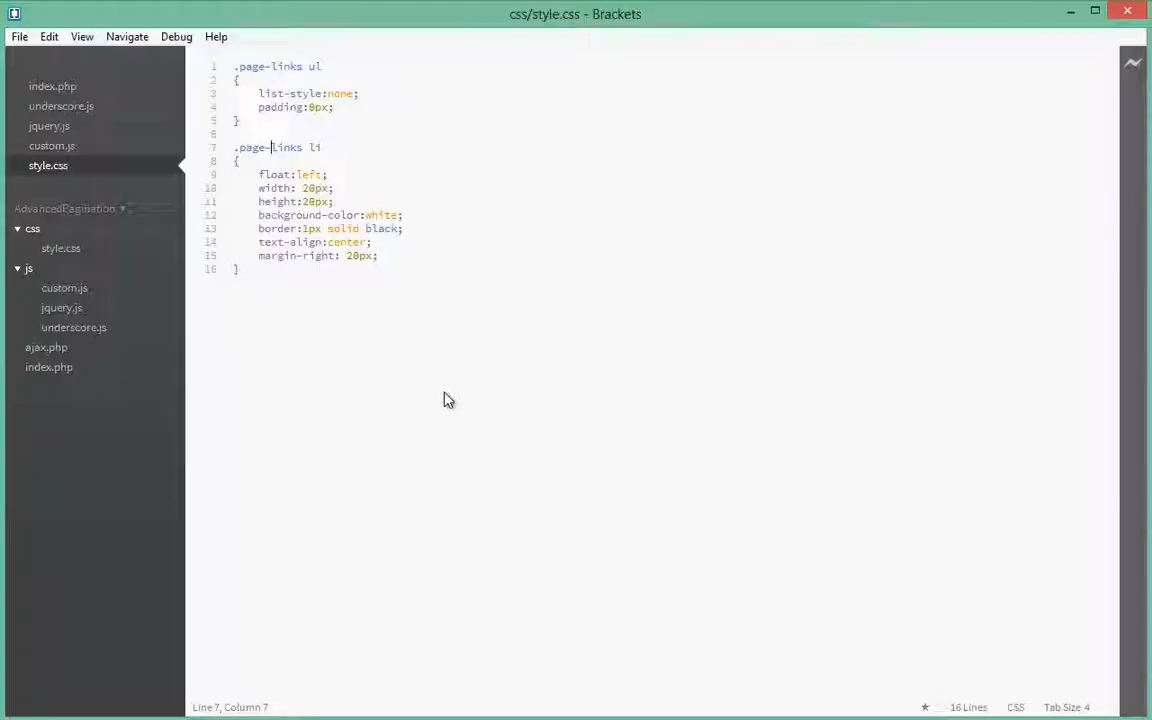 css/style.css - Brackets
File Edit View Navigate Debug Help
index.php
underscore.js
jquery.js
custom.js
style.css
AdvancedPagination
css
style.css
js
custom.js
jquery.js
underscore.js
ajax.php
index.php
1 .page-links ul
2 {
3 list-style:none;
4 padding:0px;
5 }
6
7 .page-links li
8 {
9 float:left;
10 width: 20px;
11 height:20px;
12 background-color:white;
13 border:1px solid black;
14 text-align:center;
15 margin-right: 20px;
16 }
Line 7, Column 7 16 Lines CSS Tab Size 4